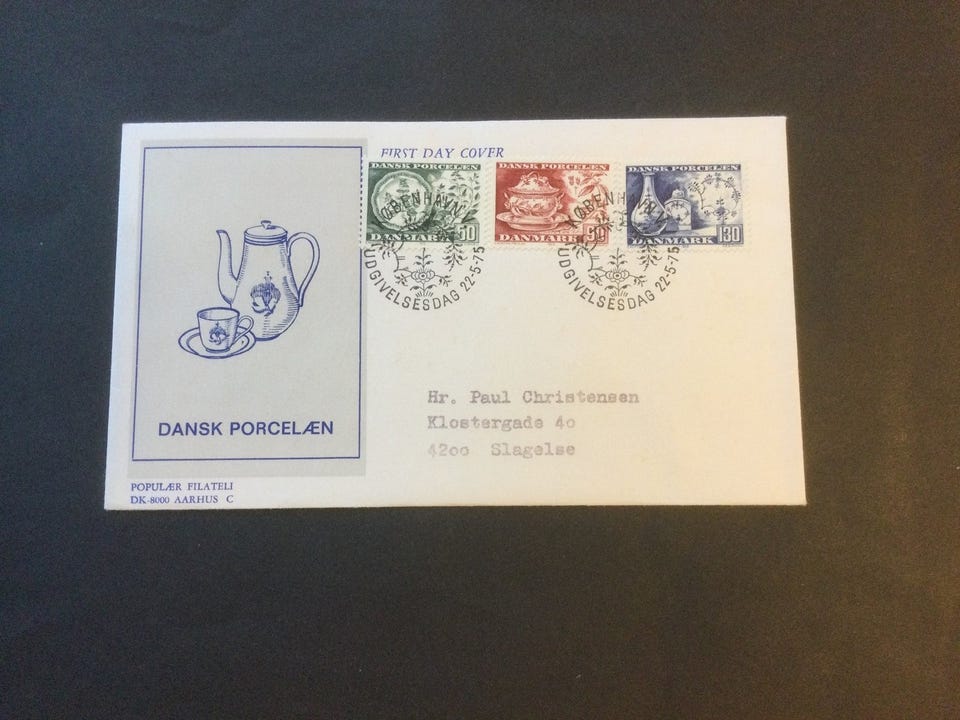 FIRST DAY COVER
DANSK PORCELÆN
DANMARK 50
DANSK PORCELÆN
DANMARK 90
DANSK PORCELÆN
DANMARK 130
KØBENHAVN V
UDGIVELSESDAG 22-5-75
KØBENHAVN V
UDGIVELSESDAG 22-5-75
Hr. Paul Christensen
Klostergade 4o
42oo Slagelse
DANSK PORCELÆN
POPULÆR FILATELI
DK-8000 AARHUS C